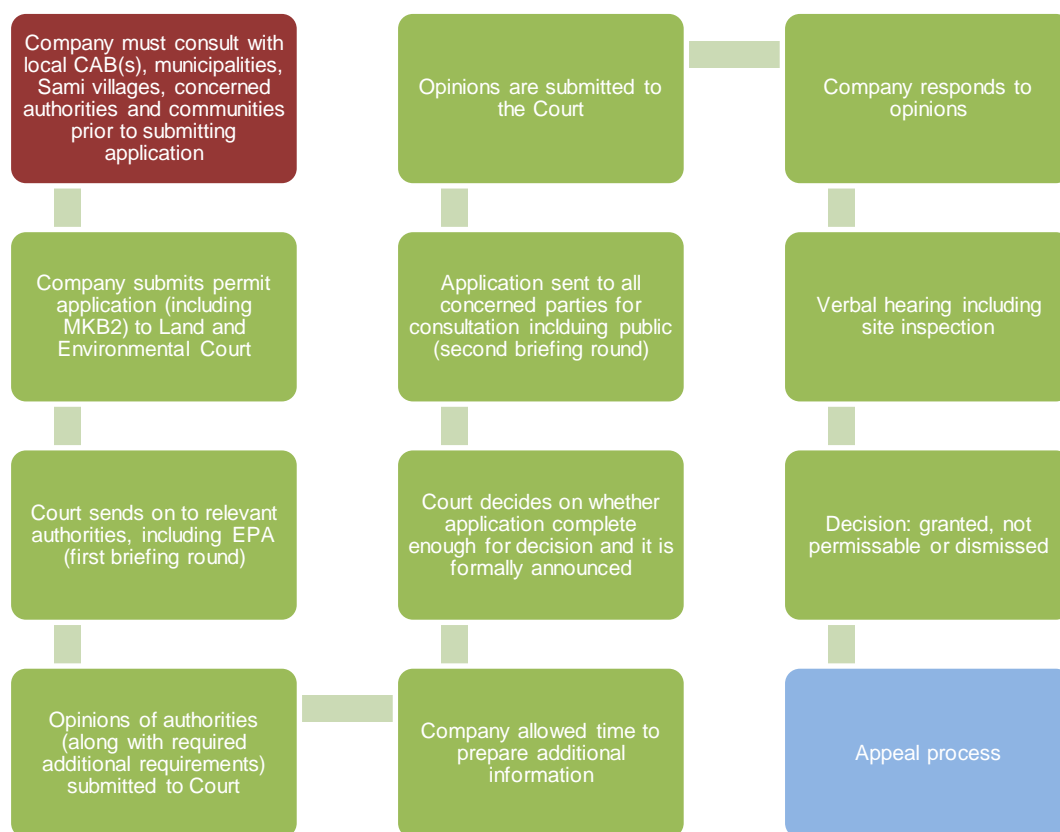 Company must consult with
local CAB(s), municipalities,
Sami villages, concerned
authorities and communities
prior to submitting
application
Company submits permit
application (including
MKB2) to Land and
Environmental Court
Court sends on to relevant
authorities, including EPA
(first briefing round)
Opinions of authorities
(along with required
additional requirements)
submitted to Court
Company allowed time to
prepare additional
information
Court decides on whether
application complete
enough for decision and it is
formally announced
Application sent to all
concerned parties for
consultation inclduing public
(second briefing round)
Opinions are submitted to
the Court
Company responds to
opinions
Verbal hearing including
site inspection
Decision: granted, not
permissable or dismissed
Appeal process